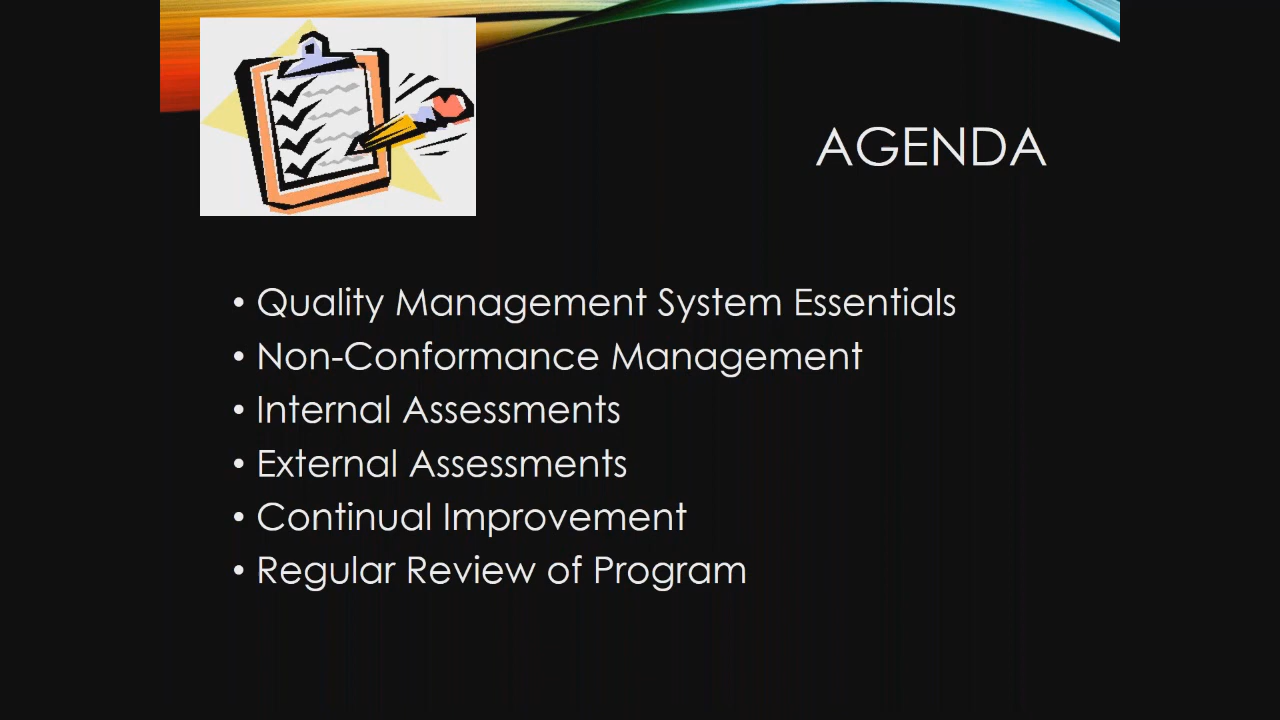 AGENDA
• Quality Management System Essentials
• Non-Conformance Management
• Internal Assessments
• External Assessments
• Continual Improvement
• Regular Review of Program